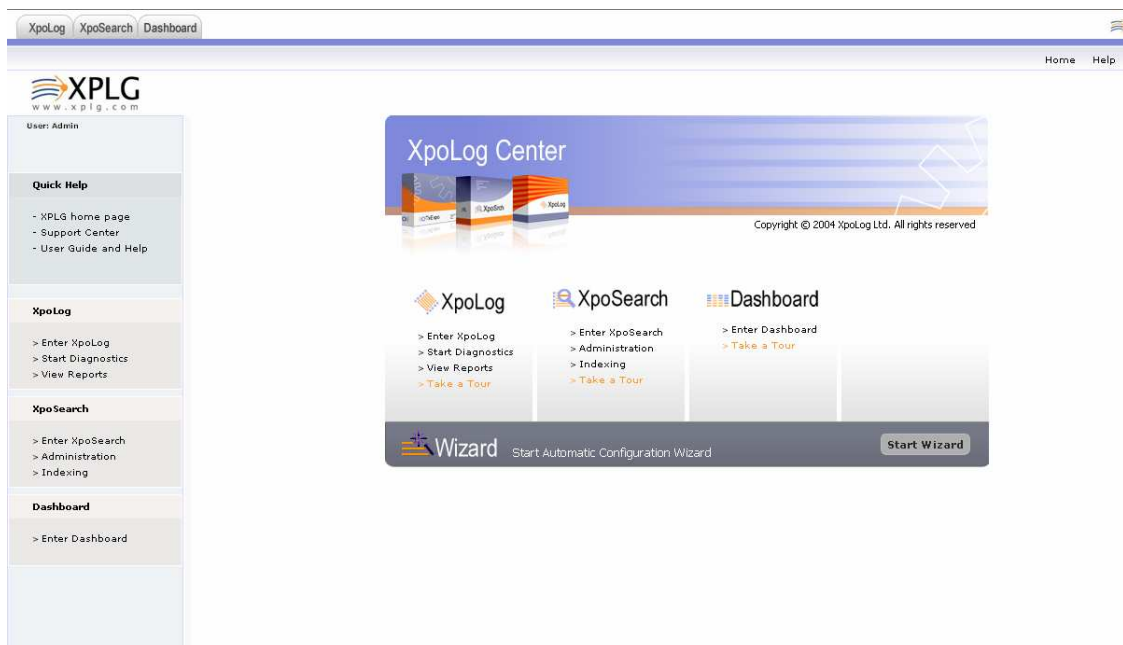 XpoLog XpoSearch Dashboard
Home Help
XPLG
www.xplg.com
User: Admin
Quick Help
- XPLG home page
- Support Center
- User Guide and Help
XpoLog
> Enter XpoLog
> Start Diagnostics
> View Reports
XpoSearch
> Enter XpoSearch
> Administration
> Indexing
Dashboard
> Enter Dashboard
XpoLog Center
XpoLog
Copyright © 2004 XpoLog Ltd. All rights reserved
XpoLog
> Enter XpoLog
> Start Diagnostics
> View Reports
> Take a Tour
XpoSearch
> Enter XpoSearch
> Administration
> Indexing
> Take a Tour
Dashboard
> Enter Dashboard
> Take a Tour
Wizard Start Automatic Configuration Wizard
Start Wizard